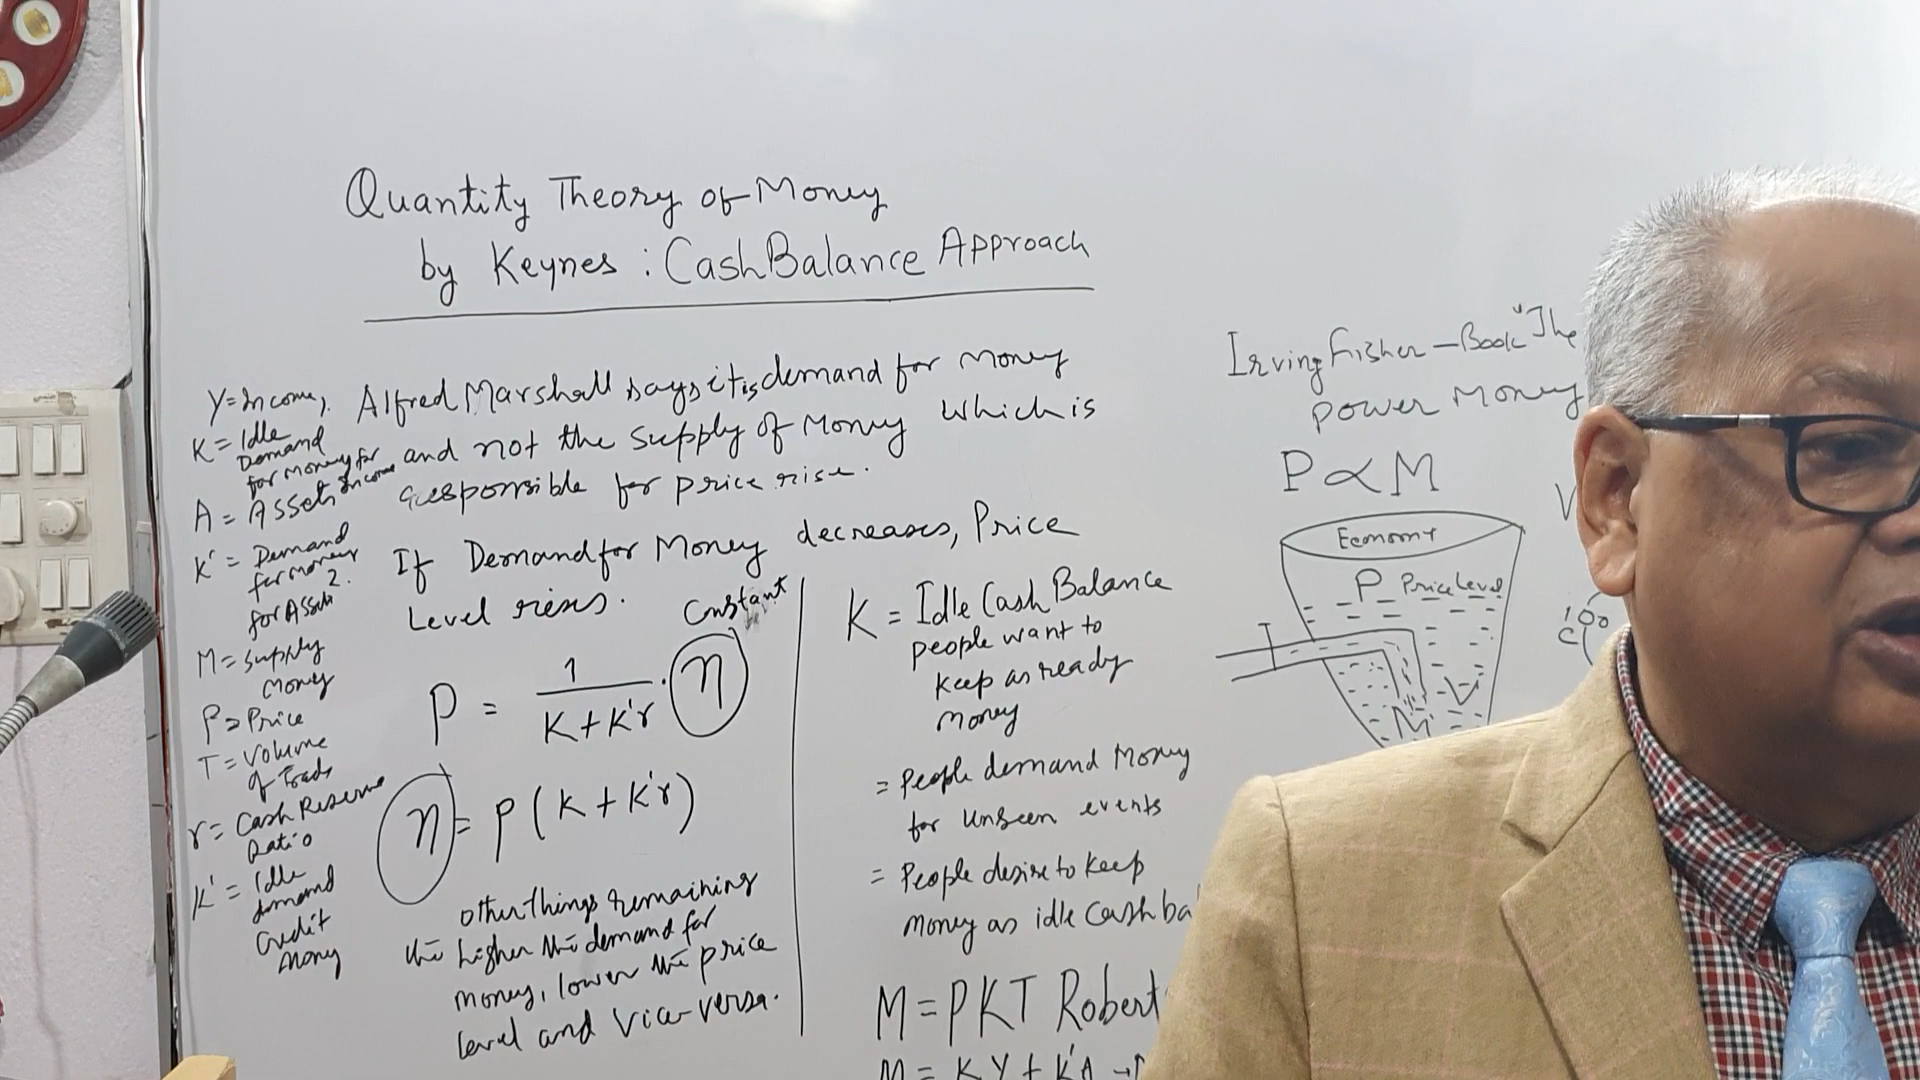 Quantity Theory of Money
by Keynes : Cash Balance Approach
Y = Income,
K = Idle
Demand
for money for
Income
A = Assets
K' = Demand
for money
for Assets
2.
M = Supply
Money
P = Price
T = Volume
of Trade
r = Cash Reserve
Ratio
K' = Idle
demand
Credit
Money
Alfred Marshall says it is demand for money
and not the supply of Money which is
responsible for price rise.
If Demand for Money decreases, Price
Level rises.
Constant
P = 1 / K + K'r · n
n = P (K + K'r)
other things remaining
the higher the demand for
money, lower the price
level and vice-versa.
K = Idle Cash Balance
people want to
keep as ready
money
= People demand Money
for unseen events
= People desire to keep
money as idle cash ba
M = PKT Robert
M = KY + K'A →
Irving Fisher – Book "The
power Money
P ∝ M
Economy
P Price Level
V
M
V
100
C